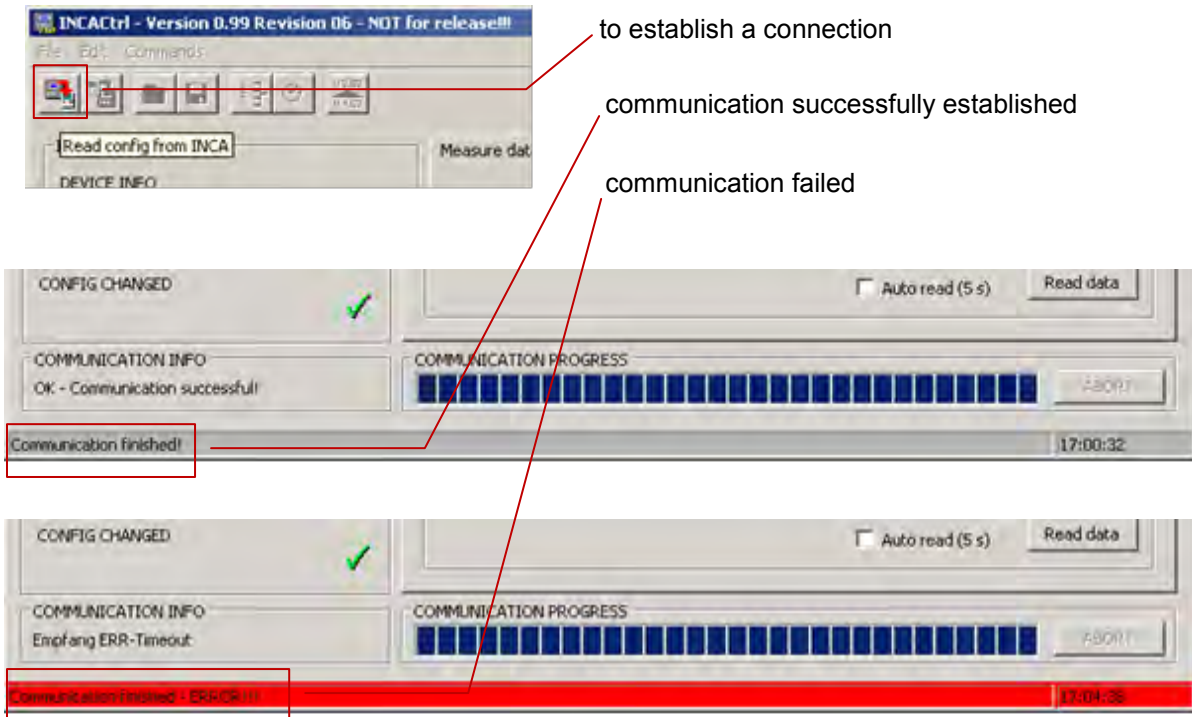 INCACtrl - Version 0.99 Revision 06 - NOT for release!!!
to establish a connection
File Edit Commands
communication successfully established
Read config from INCA
Measure dat
DEVICE INFO
communication failed
CONFIG CHANGED
Auto read (5 s)
Read data
COMMUNICATION INFO
COMMUNICATION PROGRESS
OK - Communication successful!
ABORT
Communication finished!
17:00:32
CONFIG CHANGED
Auto read (5 s)
Read data
COMMUNICATION INFO
COMMUNICATION PROGRESS
Empfang ERR-Timeout
ABORT
Communication finished - ERROR!!!
17:04:38